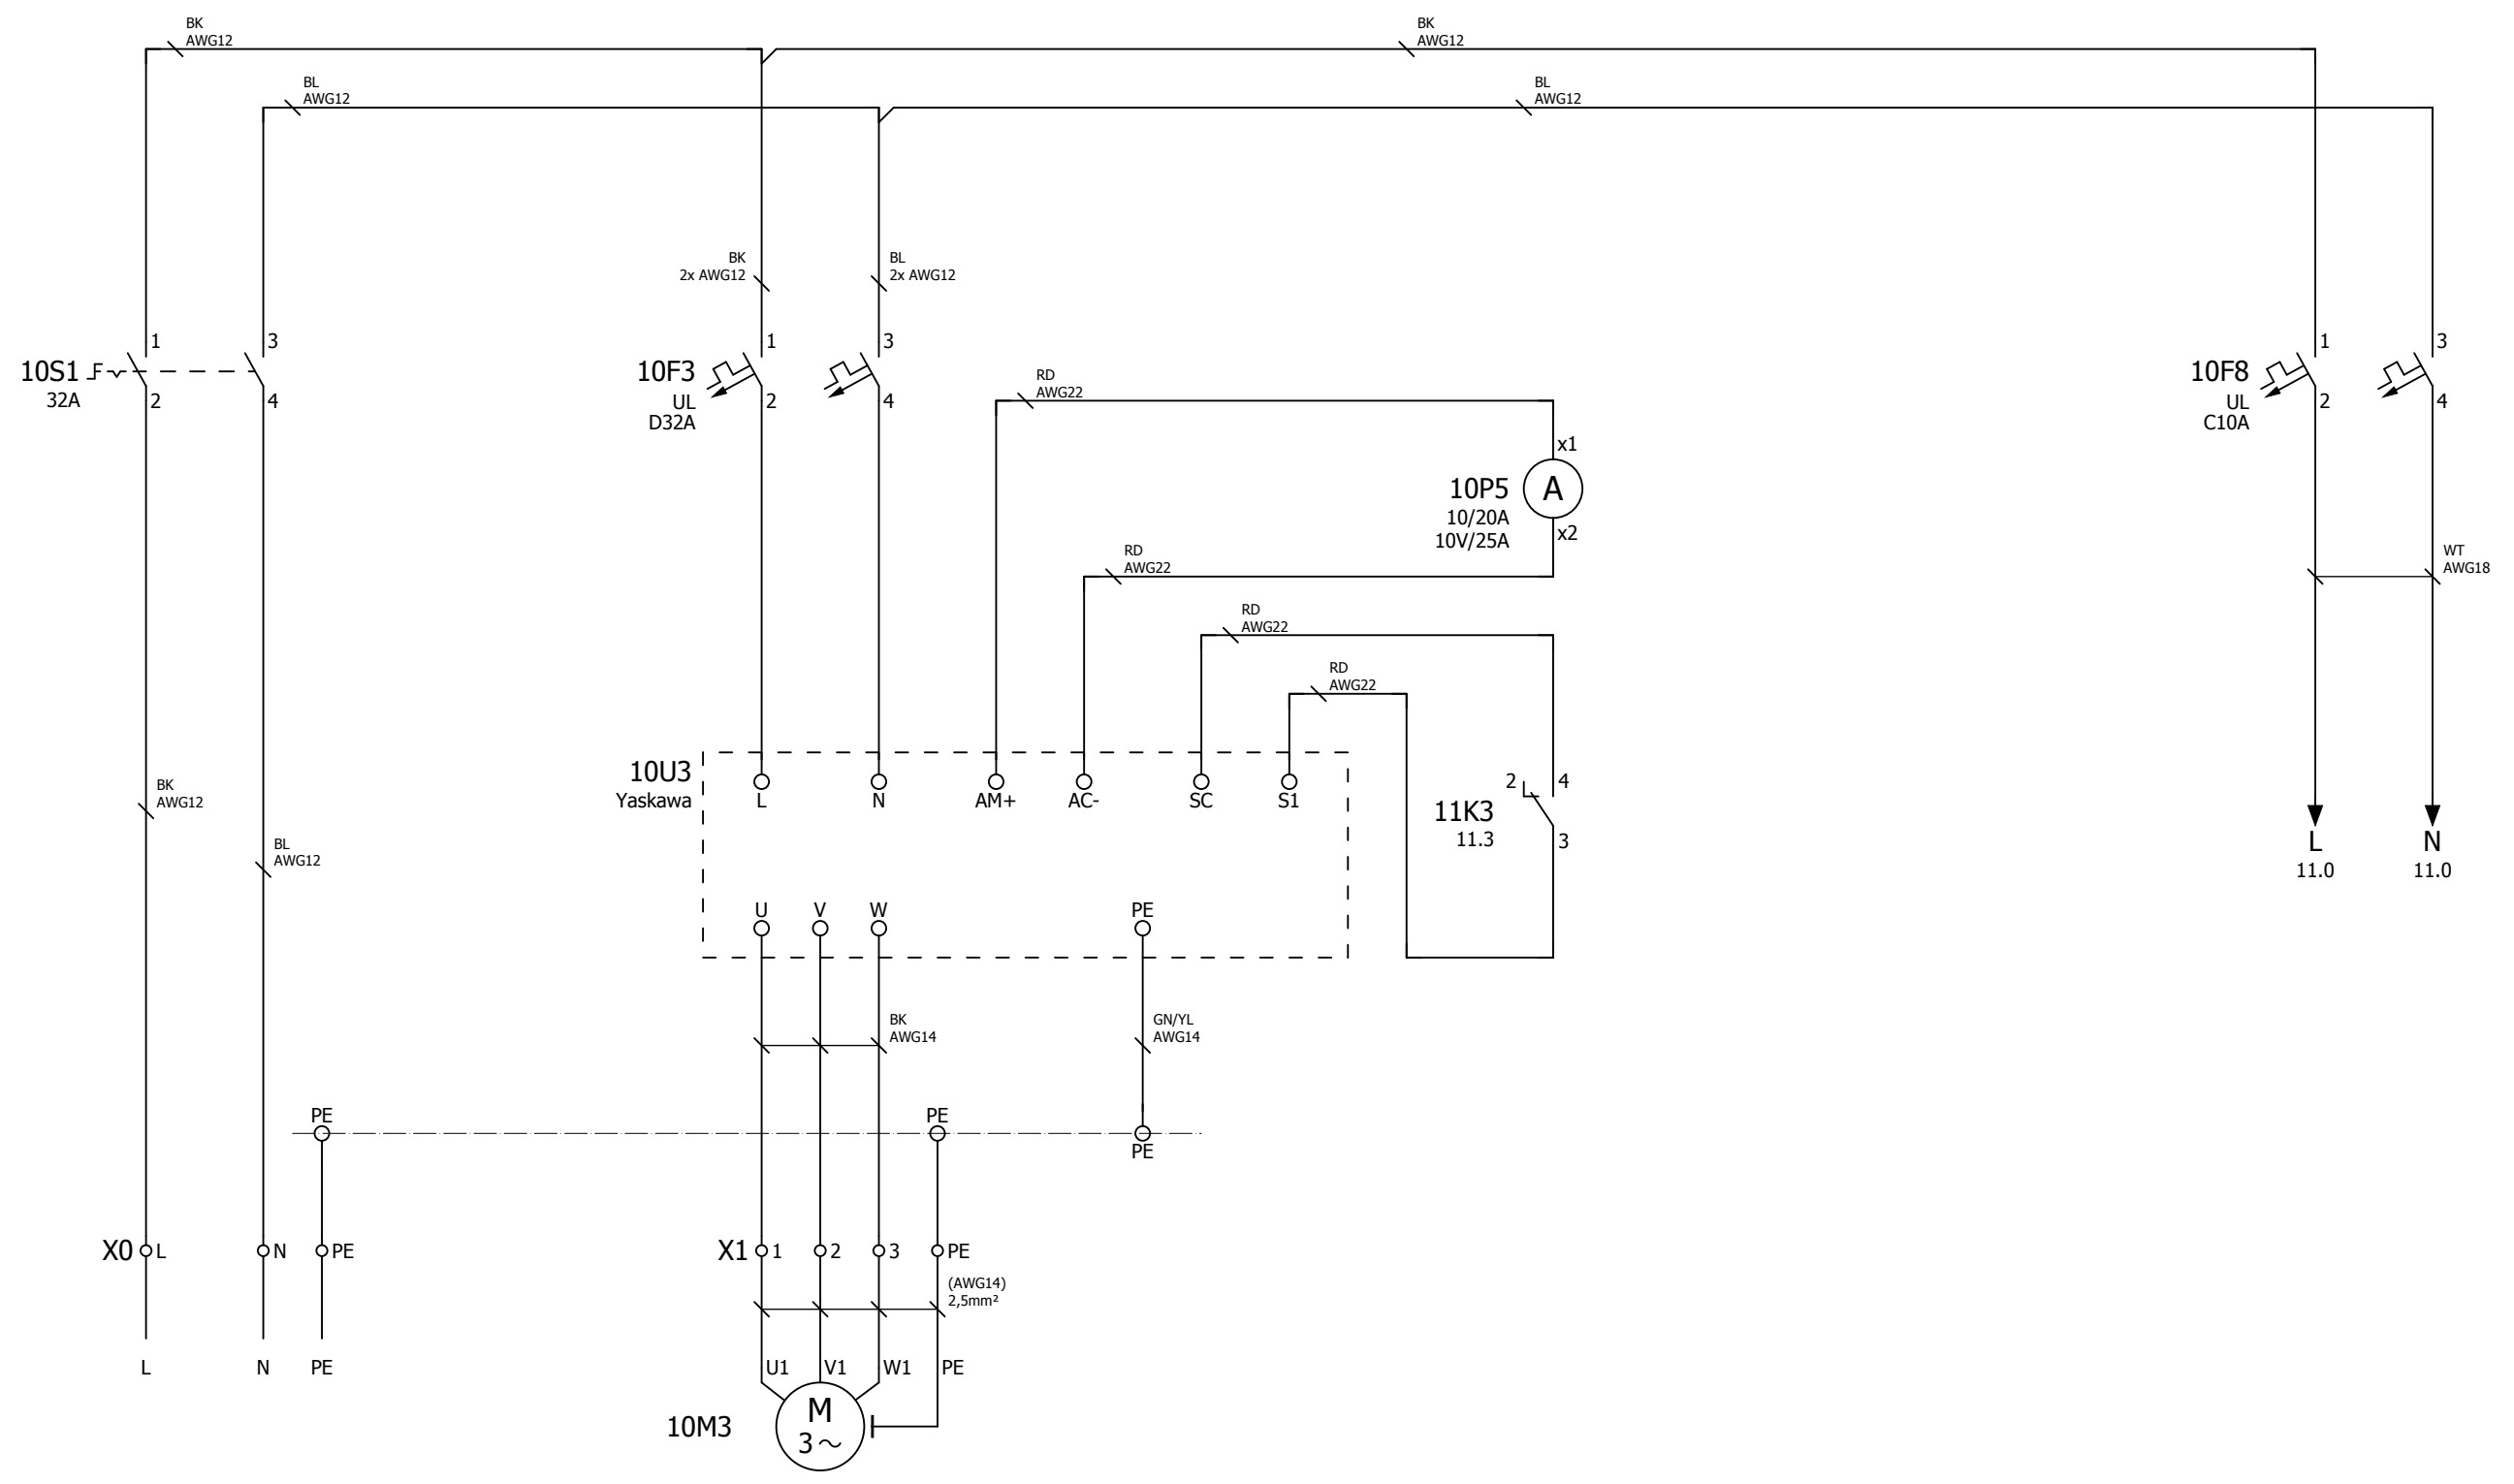 BK
AWG12
BK
AWG12
BL
AWG12
BL
AWG12
BK
2x AWG12
BL
2x AWG12
1
3
1
3
1
3
10S1
32A
2
4
10F3
UL
D32A
2
4
10F8
UL
C10A
2
4
RD
AWG22
x1
10P5
A
10/20A
10V/25A
x2
RD
AWG22
WT
AWG18
RD
AWG22
RD
AWG22
10U3
Yaskawa
L
N
AM+
AC-
SC
S1
2
4
11K3
11.3
3
BK
AWG12
BL
AWG12
L
11.0
N
11.0
U
V
W
PE
BK
AWG14
GN/YL
AWG14
PE
PE
PE
X0
L
N
PE
X1
1
2
3
PE
(AWG14)
2,5mm²
L
N
PE
U1
V1
W1
PE
10M3
M
3~